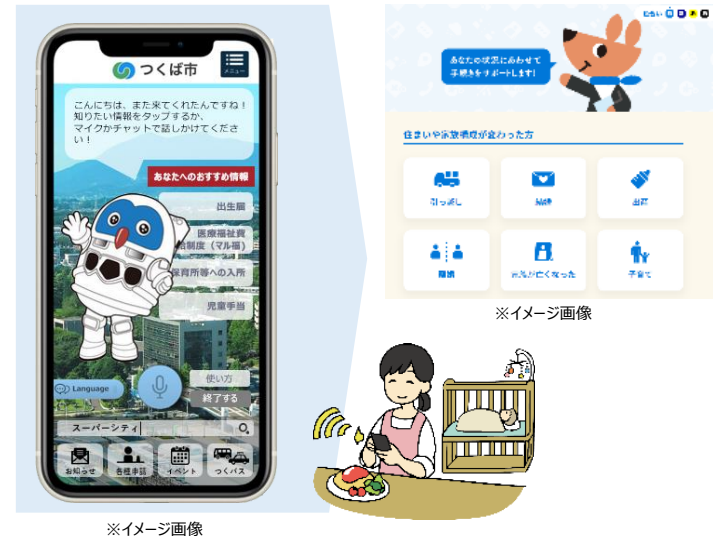 つくば市
メニュー
こんにちは、また来てくれたんですね！
知りたい情報をタップするか、
マイクかチャットで話しかけてくださ
い！
あなたへのおすすめ情報
出生届
医療福祉費
給制度（マル福）
保育所等への入所
児童手当
Language
使い方
終了する
スーパーシティ
お知らせ
各種申請
イベント
つくバス
※イメージ画像
あなたの状況にあわせて
手続きをサポートします!
住まいや家族構成が変わった方
引っ越し
結婚
出産
離婚
家族が亡くなった
子育て
※イメージ画像